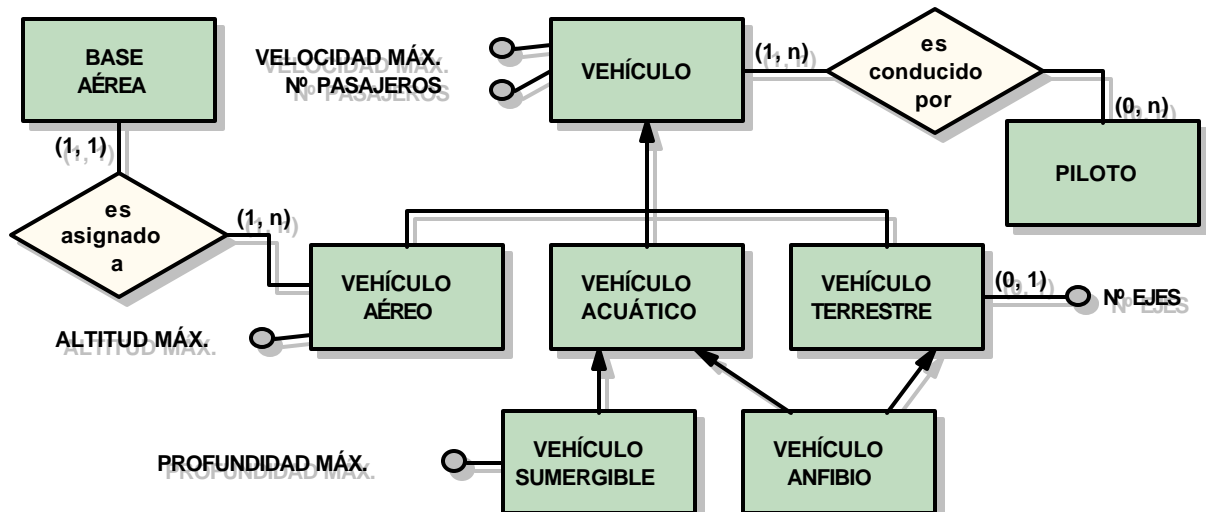 BASE
AÉREA
(1, 1)
es
asignado
a
(1, n)
VELOCIDAD MÁX.
Nº PASAJEROS
VEHÍCULO
(1, n)
es
conducido
por
(0, n)
PILOTO
VEHÍCULO
AÉREO
ALTITUD MÁX.
VEHÍCULO
ACUÁTICO
VEHÍCULO
TERRESTRE
(0, 1)
Nº EJES
PROFUNDIDAD MÁX.
VEHÍCULO
SUMERGIBLE
VEHÍCULO
ANFIBIO